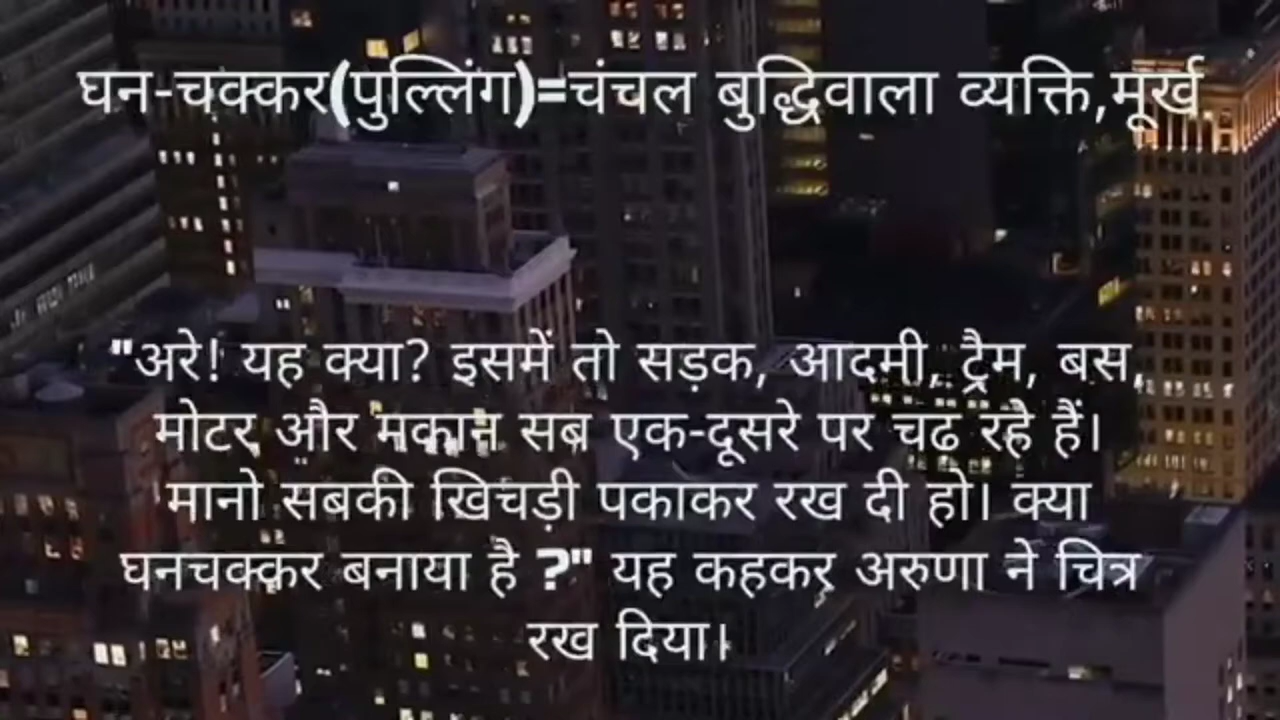 घन-चक्कर(पुल्लिंग)=चंचल बुद्धिवाला व्यक्ति,मूर्ख
"अरे! यह क्या? इसमें तो सड़क, आदमी, ट्रैम, बस,
मोटर और मकान सब एक-दूसरे पर चढ रहे हैं।
मानो सबकी खिचड़ी पकाकर रख दी हो। क्या
घनचक्कर बनाया है ?" यह कहकर अरुणा ने चित्र
रख दिया।